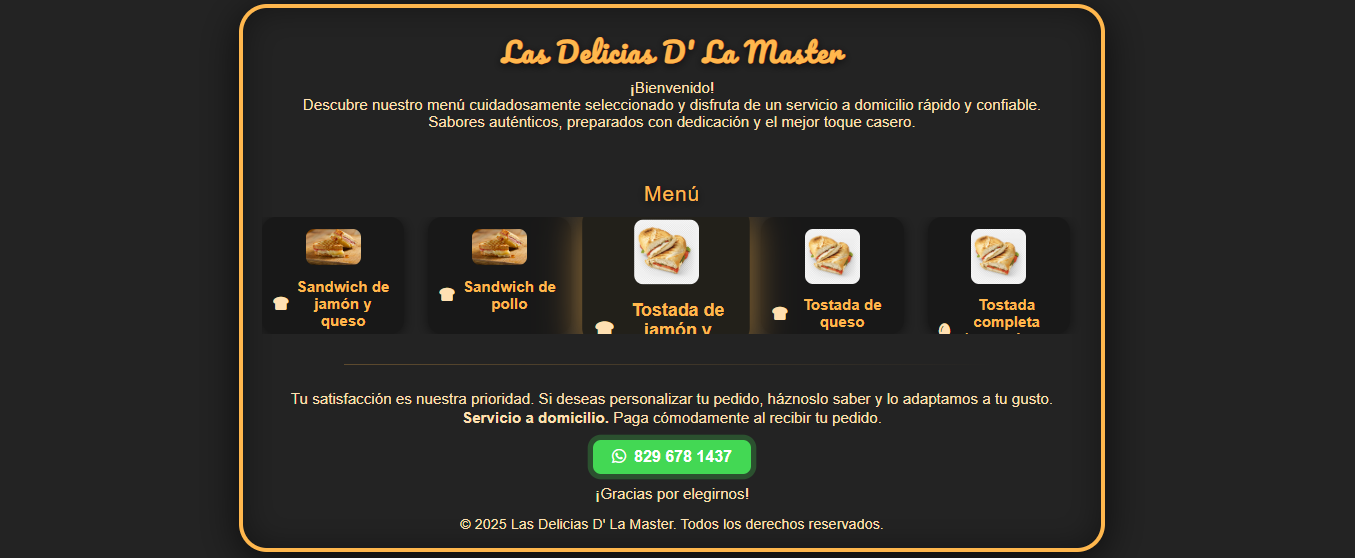 Las Delicias D' La Master
¡Bienvenido!
Descubre nuestro menú cuidadosamente seleccionado y disfruta de un servicio a domicilio rápido y confiable.
Sabores auténticos, preparados con dedicación y el mejor toque casero.
Menú
Sandwich de
jamón y
queso
Sandwich de
pollo
Tostada de
jamón y
Tostada de
queso
Tostada
completa
Tu satisfacción es nuestra prioridad. Si deseas personalizar tu pedido, háznoslo saber y lo adaptamos a tu gusto.
Servicio a domicilio. Paga cómodamente al recibir tu pedido.
829 678 1437
¡Gracias por elegirnos!
© 2025 Las Delicias D' La Master. Todos los derechos reservados.